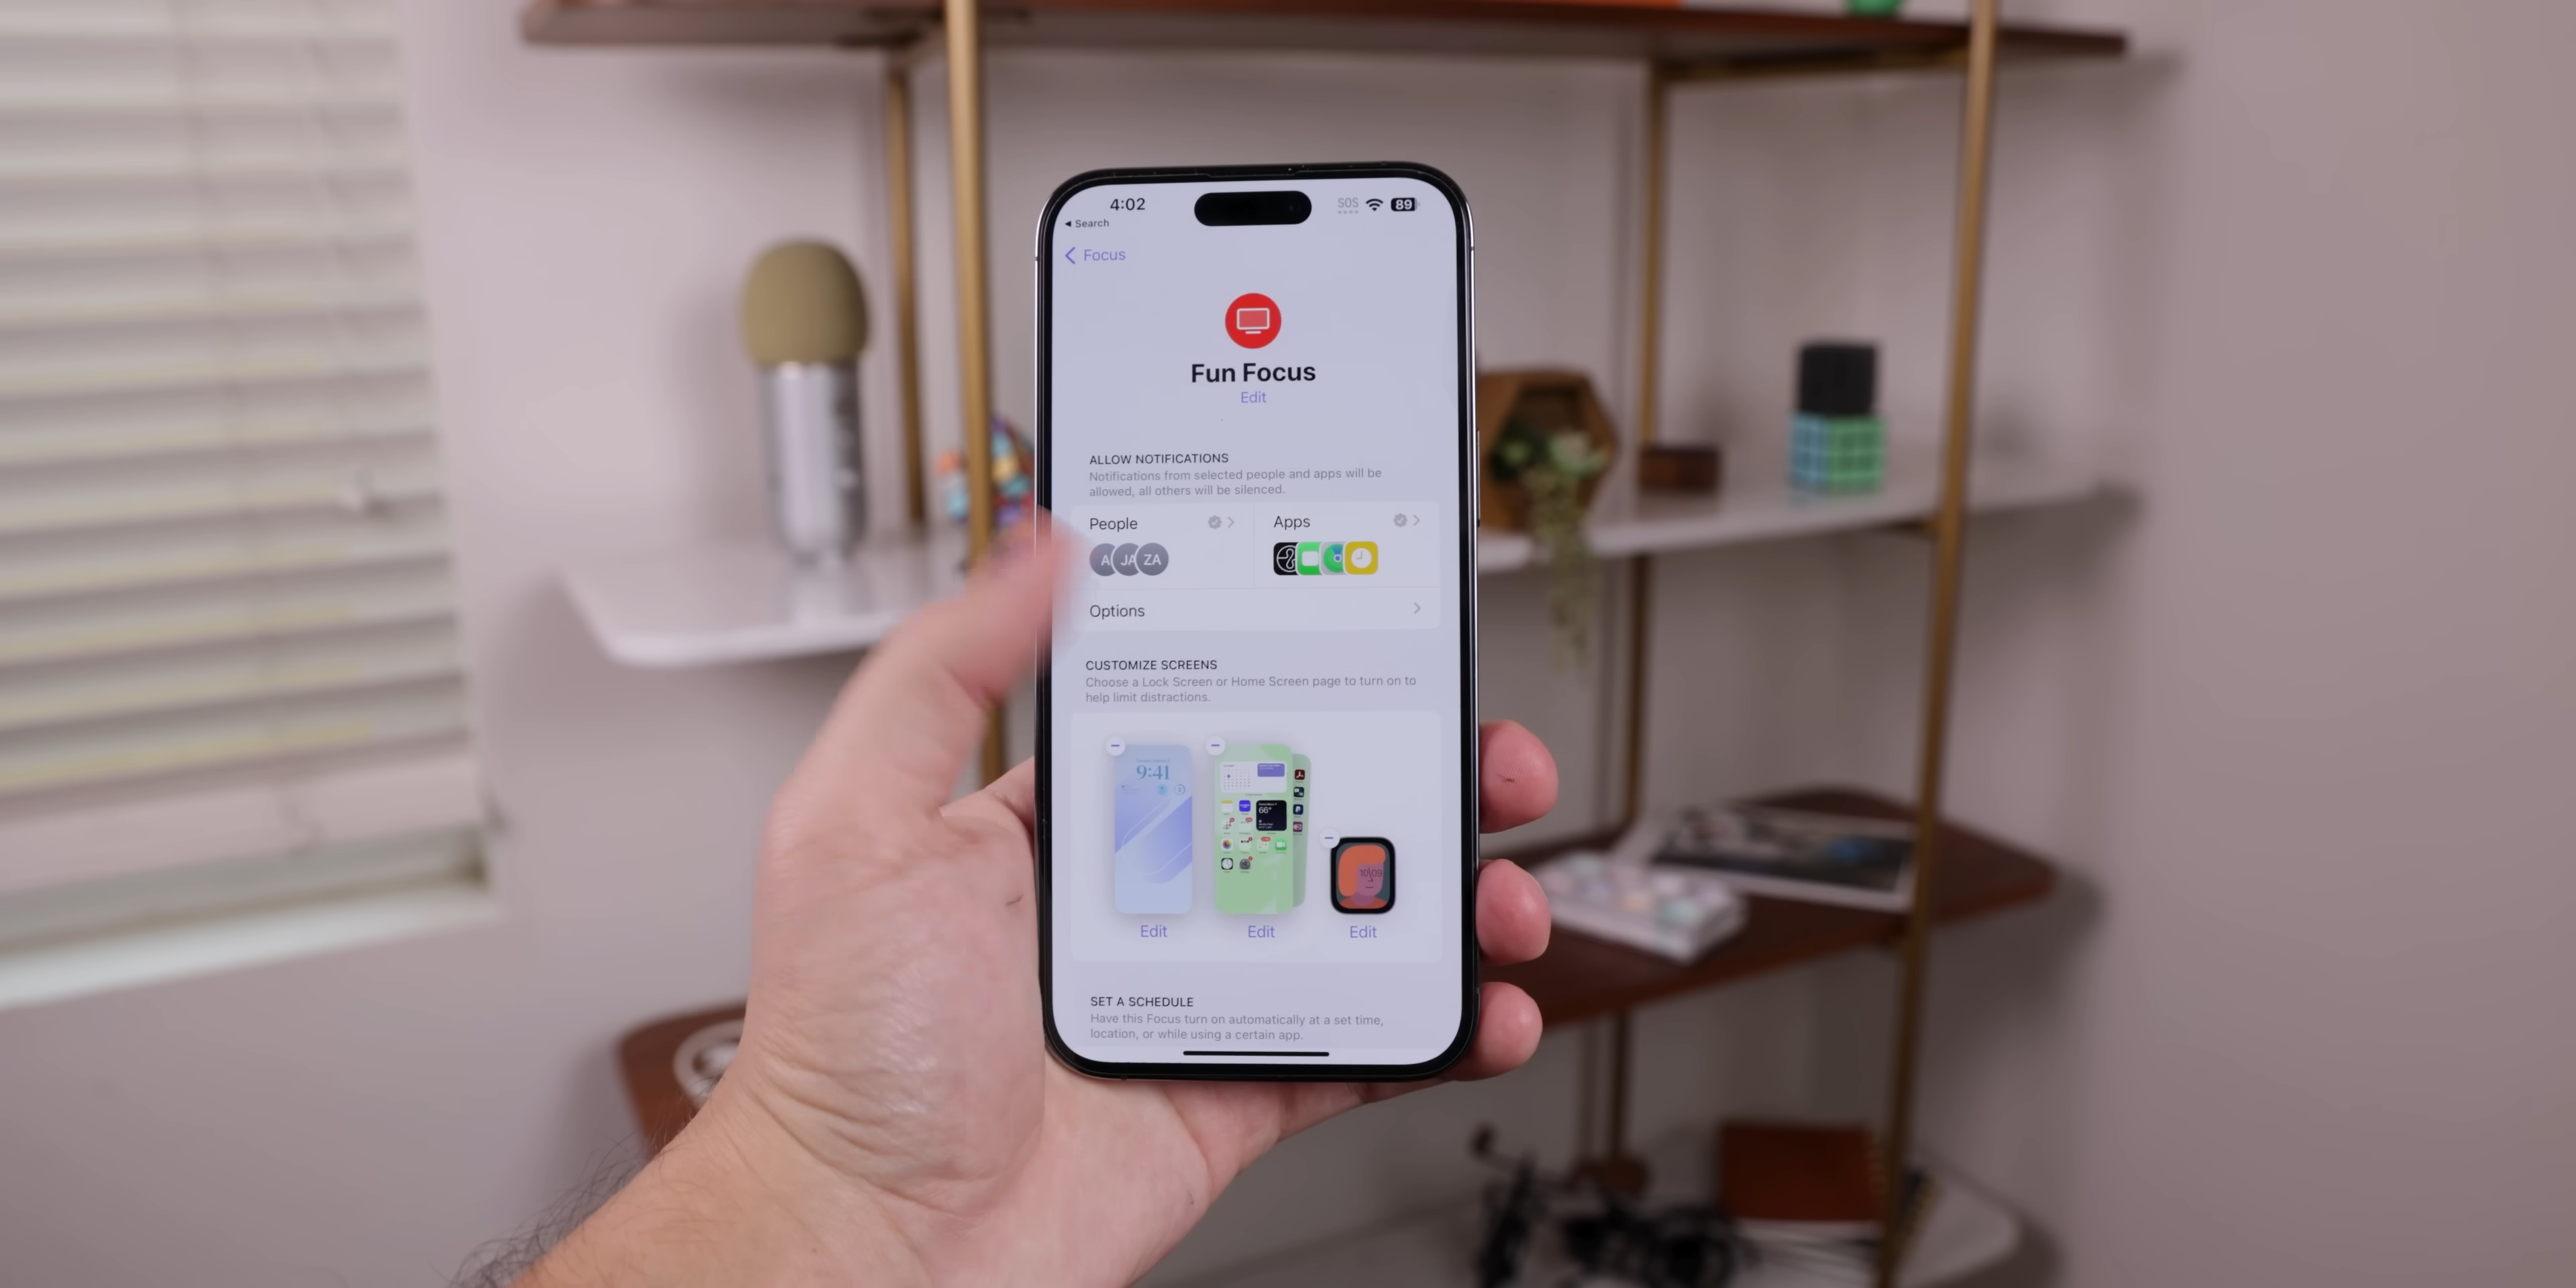 4:02
SOS
89
◀ Search
Focus
Fun Focus
Edit
ALLOW NOTIFICATIONS
Notifications from selected people and apps will be
allowed, all others will be silenced.
People
Apps
A JA ZA
Options
CUSTOMIZE SCREENS
Choose a Lock Screen or Home Screen page to turn on to
help limit distractions.
9:41
66°
10:09
Edit
Edit
Edit
SET A SCHEDULE
Have this Focus turn on automatically at a set time,
location, or while using a certain app.